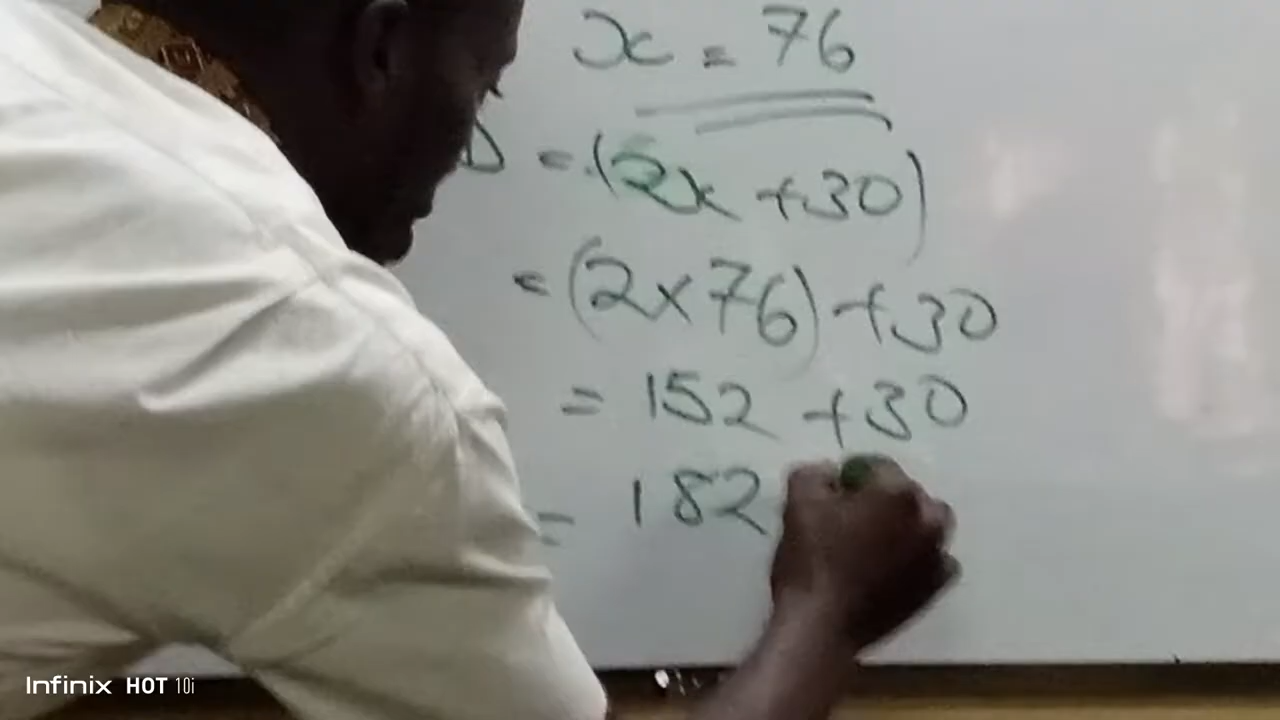 x = 76
D = (2x + 30)
= (2x76) + 30
= 152 + 30
= 182
Infinix HOT 10i